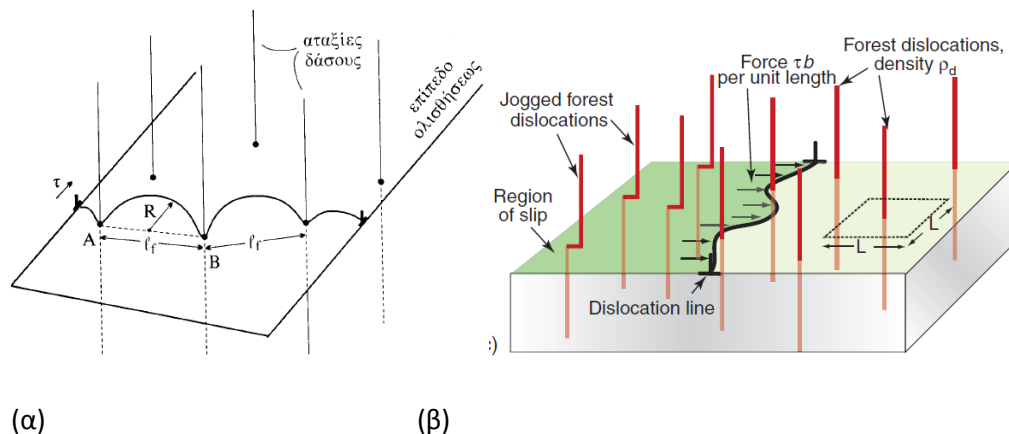 αταξίες
δάσους
επίπεδο
ολισθήσεως
τ
R
A
ℓf
B
ℓf
Forest dislocations,
density ρd
Force τb
per unit length
Jogged forest
dislocations
Region
of slip
L
L
Dislocation line
c)
(α)
(β)